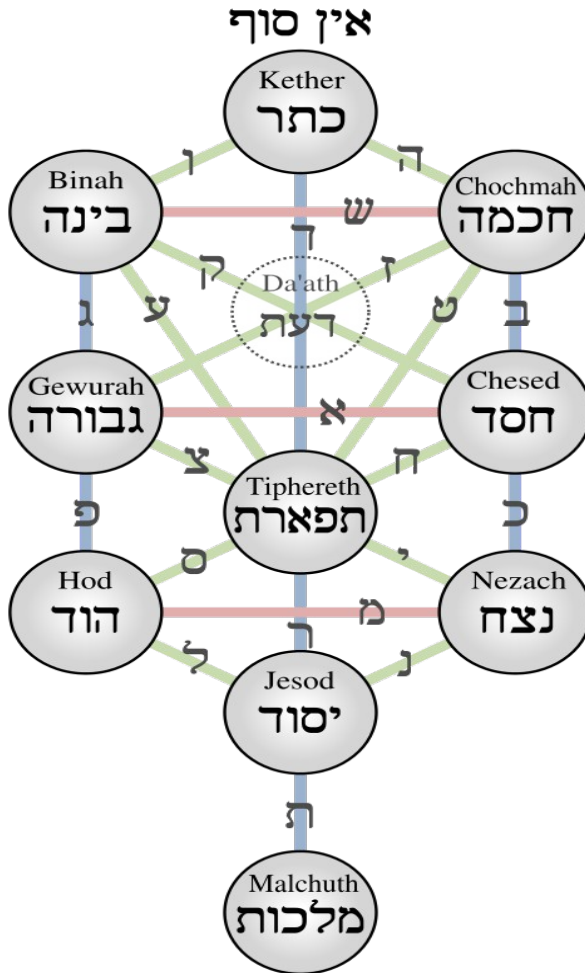 אין סוף
Kether
כתר
ו
ה
Binah
בינה
Chochmah
חכמה
ש
ד
ק
ז
Da'ath
דעת
ג
ע
ט
ב
Gewurah
גבורה
Chesed
חסד
א
צ
ח
Tiphereth
תפארת
פ
כ
ס
י
Hod
הוד
Nezach
נצח
מ
ר
ל
נ
Jesod
יסוד
ת
Malchuth
מלכות